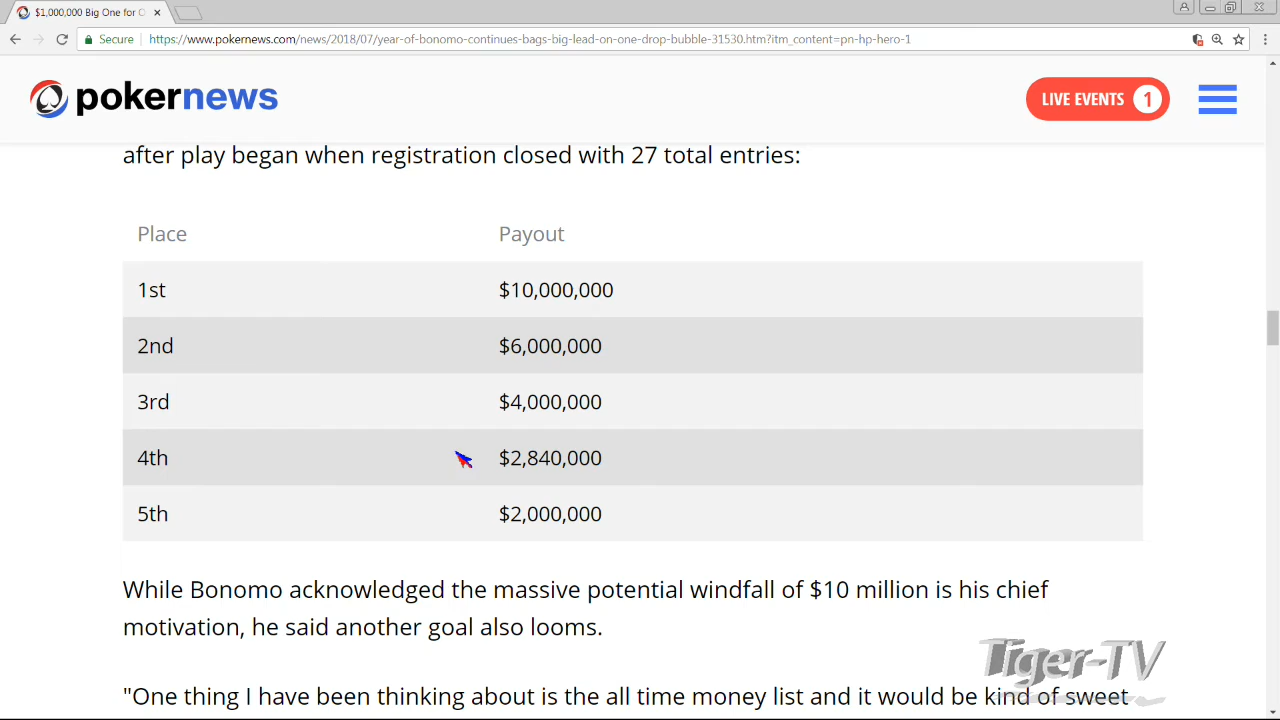 $1,000,000 Big One for O
Secure https://www.pokernews.com/news/2018/07/year-of-bonomo-continues-bags-big-lead-on-one-drop-bubble-31530.htm?itm_content=pn-hp-hero-1
pokernews
LIVE EVENTS 1
after play began when registration closed with 27 total entries:
Place Payout
1st $10,000,000
2nd $6,000,000
3rd $4,000,000
4th $2,840,000
5th $2,000,000
While Bonomo acknowledged the massive potential windfall of $10 million is his chief
motivation, he said another goal also looms.
Tiger-TV
"One thing I have been thinking about is the all time money list and it would be kind of sweet